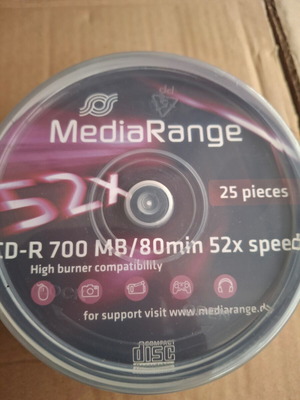 MediaRange
52x
25 pieces
CD-R 700 MB/80min 52x speed
High burner compatibility
for support visit www.mediarange.
COMPACT
disc